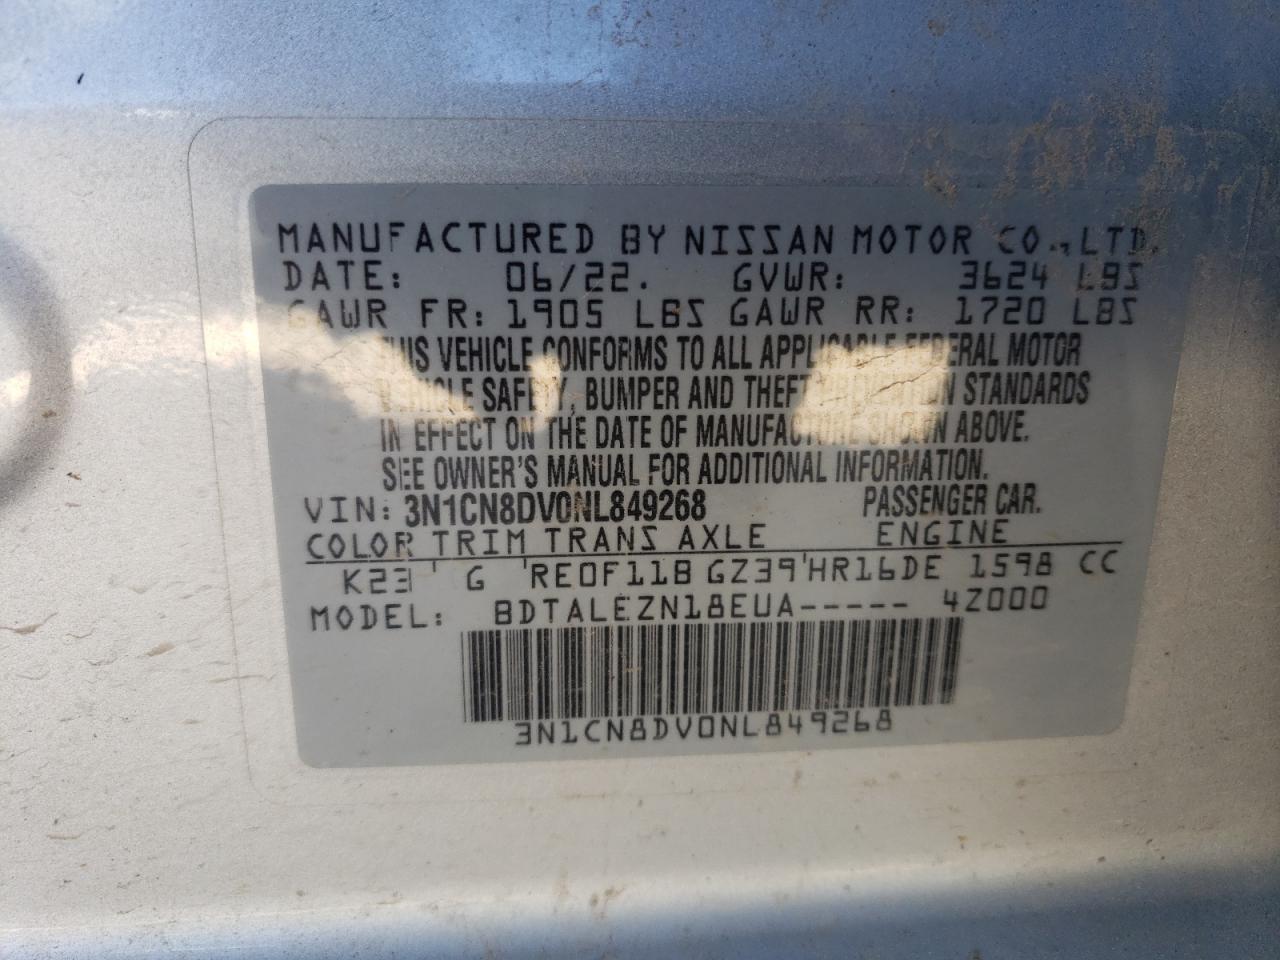 MANUFACTURED BY NISSAN MOTOR CO.,LTD.
DATE: 06/22. GVWR: 3624 LBS
GAWR FR: 1905 LBS GAWR RR: 1720 LBS
THIS VEHICLE CONFORMS TO ALL APPLICABLE FEDERAL MOTOR
VEHICLE SAFETY, BUMPER AND THEFT PREVENTION STANDARDS
IN EFFECT ON THE DATE OF MANUFACTURE SHOWN ABOVE.
SEE OWNER'S MANUAL FOR ADDITIONAL INFORMATION.
VIN: 3N1CN8DV0NL849268 PASSENGER CAR.
COLOR TRIM TRANS AXLE ENGINE
K23 G RE0F11B GZ39 HR16DE 1598 CC
MODEL: BDTALEZN18EUA----- 4Z000
3N1CN8DV0NL849268